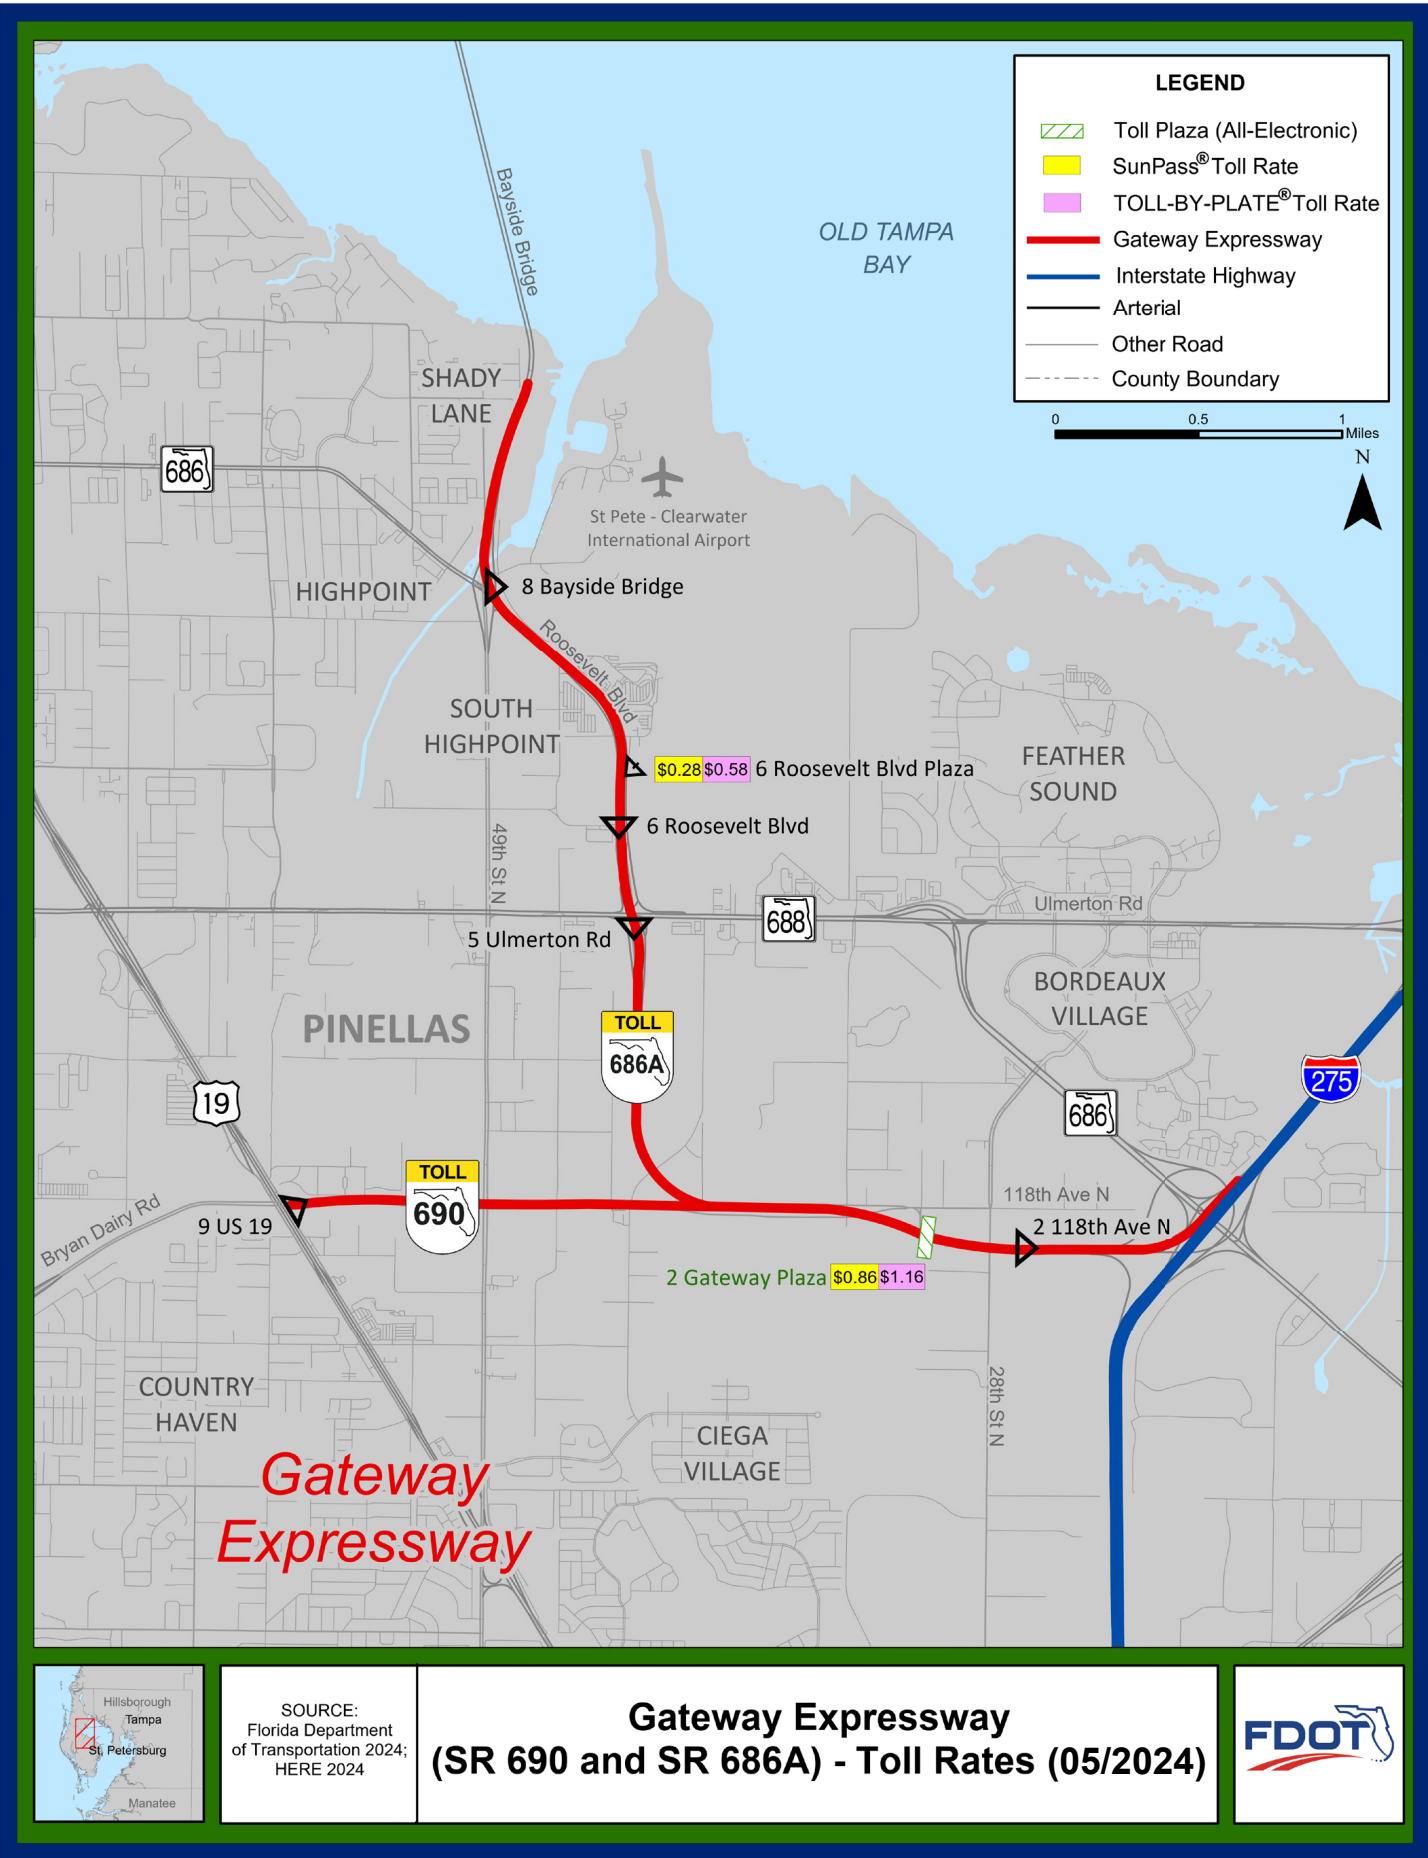 LEGEND
Toll Plaza (All-Electronic)
SunPass® Toll Rate
TOLL-BY-PLATE® Toll Rate
Gateway Expressway
Interstate Highway
Arterial
Other Road
County Boundary
0 0.5 1
Miles
N
Bayside Bridge
OLD TAMPA
BAY
SHADY
LANE
686
St Pete - Clearwater
International Airport
HIGHPOINT
8 Bayside Bridge
Roosevelt Blvd
SOUTH
HIGHPOINT
$0.28 $0.58 6 Roosevelt Blvd Plaza
FEATHER
SOUND
6 Roosevelt Blvd
49th St N
688
Ulmerton Rd
5 Ulmerton Rd
BORDEAUX
VILLAGE
PINELLAS
TOLL
686A
275
19
686
TOLL
690
118th Ave N
Bryan Dairy Rd
9 US 19
2 118th Ave N
2 Gateway Plaza $0.86 $1.16
28th St N
COUNTRY
HAVEN
CIEGA
VILLAGE
Gateway
Expressway
Hillsborough
Tampa
St. Petersburg
Manatee
SOURCE:
Florida Department
of Transportation 2024;
HERE 2024
Gateway Expressway
(SR 690 and SR 686A) - Toll Rates (05/2024)
FDOT